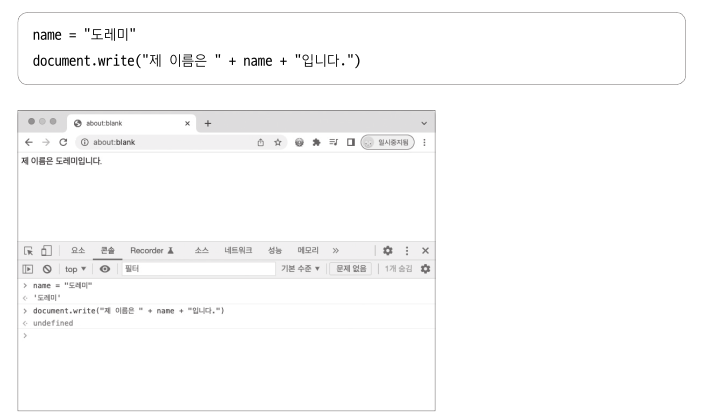 name = "도레미"
document.write("제 이름은 " + name + "입니다.")
about:blank × +
about:blank 일시중지됨
제 이름은 도레미입니다.
요소 콘솔 Recorder 소스 네트워크 성능 메모리 »
top ▼ 필터 기본 수준 ▼ 문제 없음 1개 숨김
> name = "도레미"
< '도레미'
> document.write("제 이름은 " + name + "입니다.")
< undefined
>